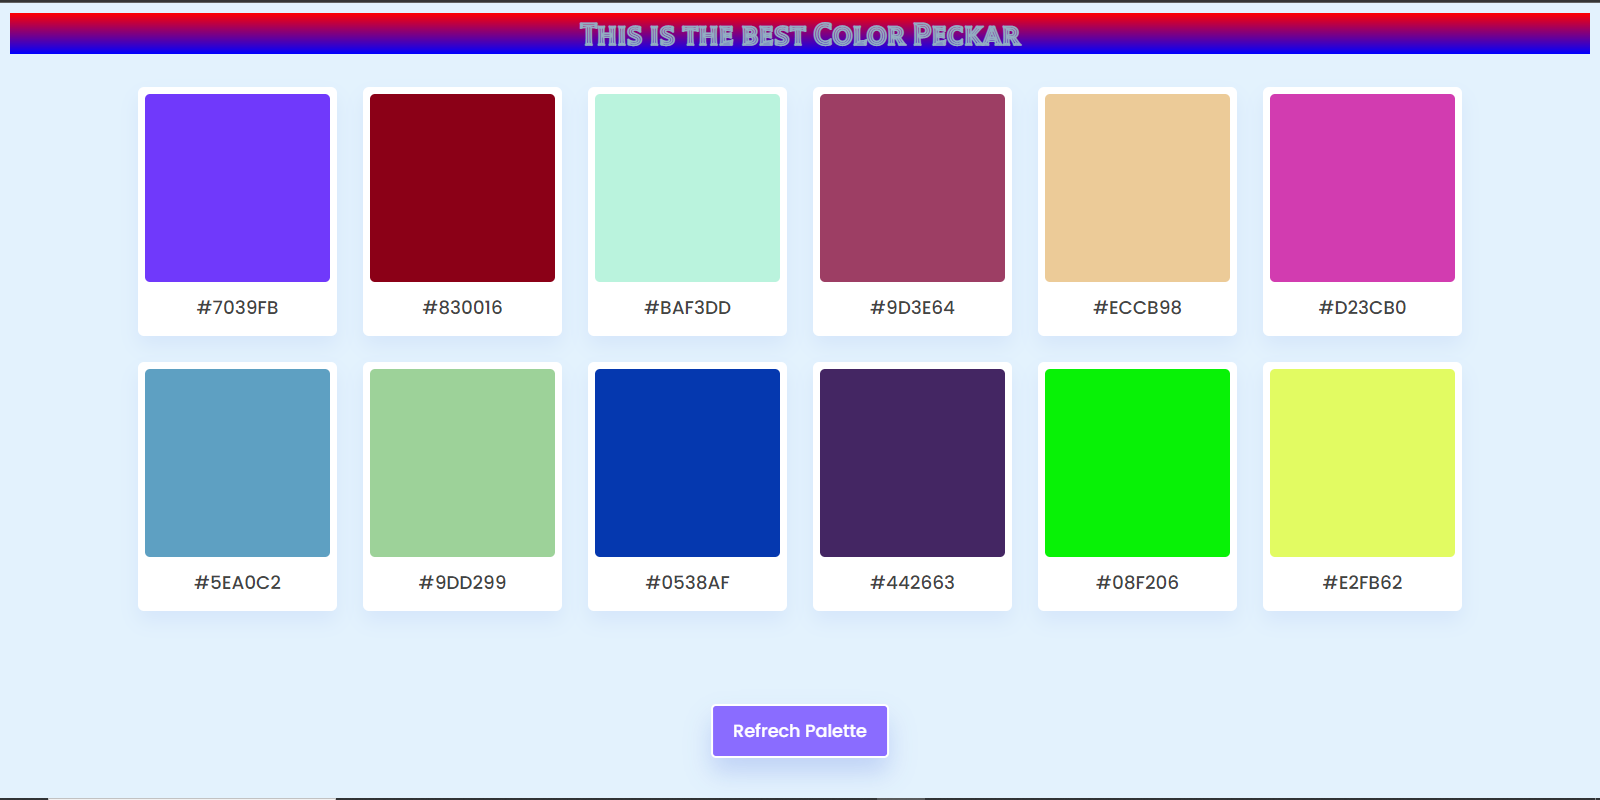 This is the best Color Peckar
#7039FB #830016 #BAF3DD #9D3E64 #ECCB98 #D23CB0
#5EA0C2 #9DD299 #0538AF #442663 #08F206 #E2FB62
Refrech Palette